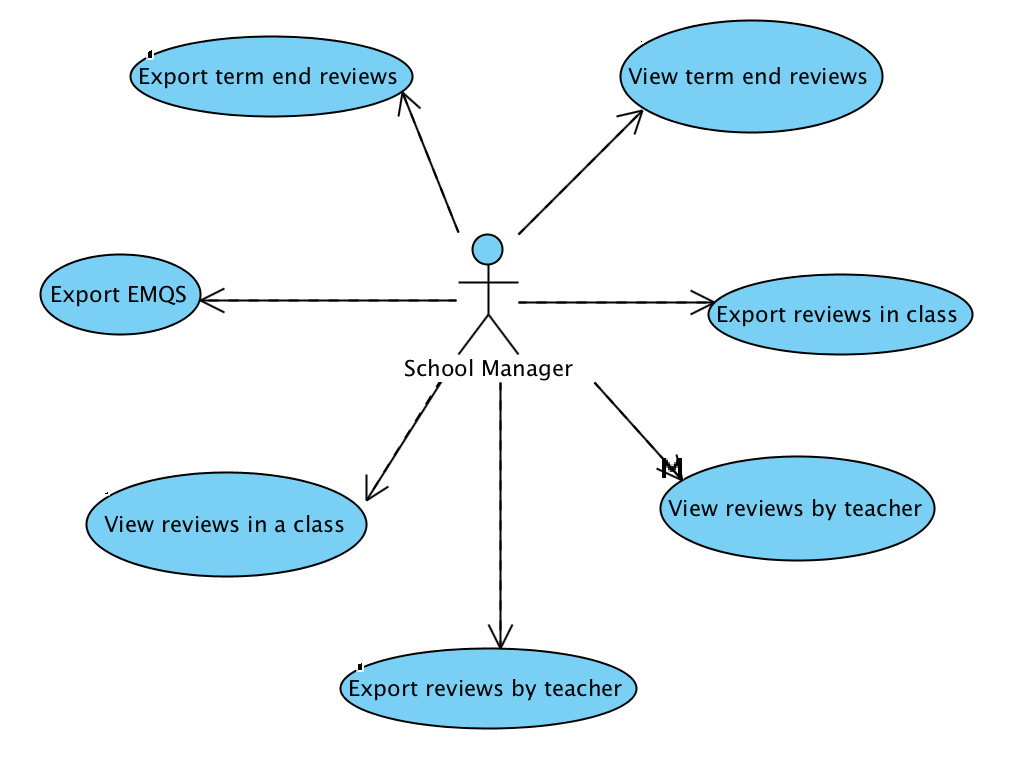 Export term end reviews
View term end reviews
Export EMQS
Export reviews in class
School Manager
M
View reviews by teacher
View reviews in a class
Export reviews by teacher